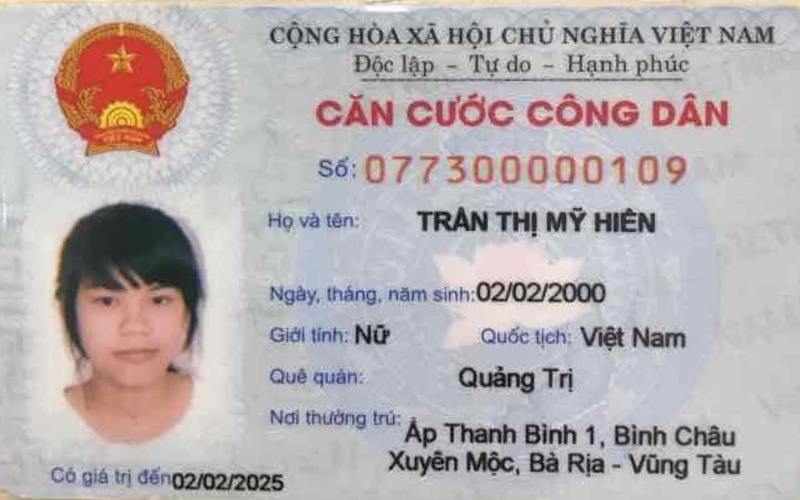 CỘNG HÒA XÃ HỘI CHỦ NGHĨA VIỆT NAM
Độc lập - Tự do - Hạnh phúc
CĂN CƯỚC CÔNG DÂN
Số: 077300000109
Họ và tên: TRẦN THỊ MỸ HIỀN
Ngày, tháng, năm sinh: 02/02/2000
Giới tính: Nữ Quốc tịch: Việt Nam
Quê quán: Quảng Trị
Nơi thường trú: Ấp Thanh Bình 1, Bình Châu
Xuyên Mộc, Bà Rịa - Vũng Tàu
Có giá trị đến 02/02/2025
VIỆT NAM